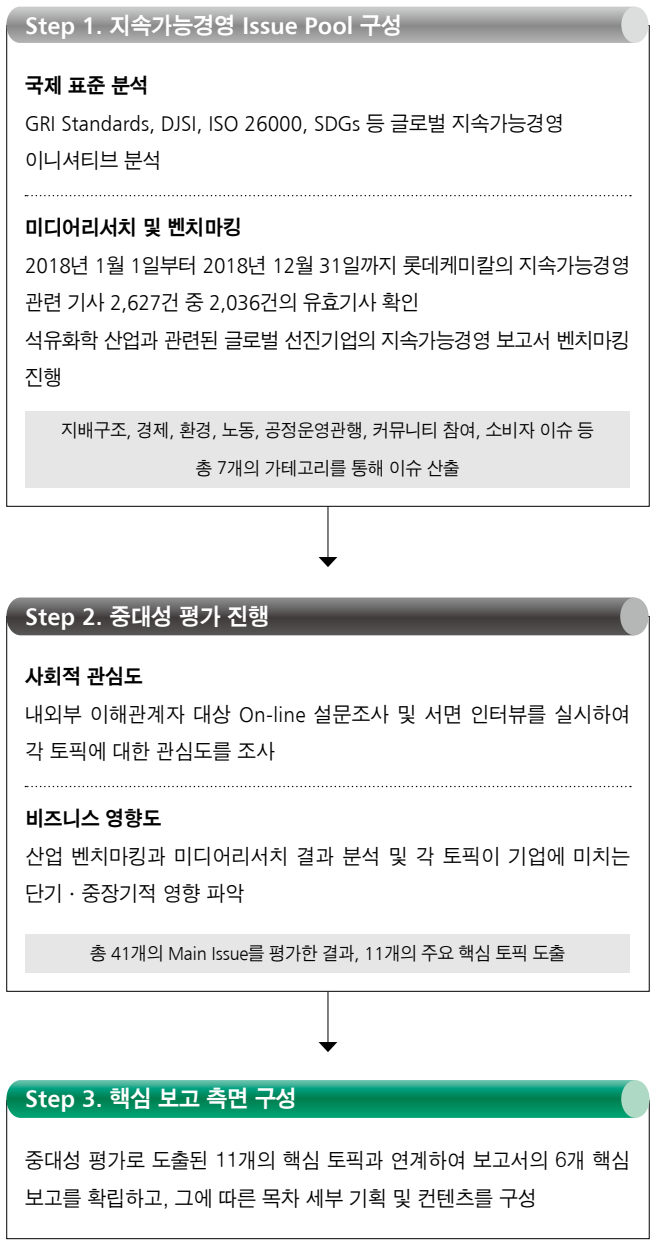 Step 1. 지속가능경영 Issue Pool 구성
국제 표준 분석
GRI Standards, DJSI, ISO 26000, SDGs 등 글로벌 지속가능경영
이니셔티브 분석
미디어리서치 및 벤치마킹
2018년 1월 1일부터 2018년 12월 31일까지 롯데케미칼의 지속가능경영
관련 기사 2,627건 중 2,036건의 유효기사 확인
석유화학 산업과 관련된 글로벌 선진기업의 지속가능경영 보고서 벤치마킹
진행
지배구조, 경제, 환경, 노동, 공정운영관행, 커뮤니티 참여, 소비자 이슈 등
총 7개의 가테고리를 통해 이슈 산출
Step 2. 중대성 평가 진행
사회적 관심도
내외부 이해관계자 대상 On-line 설문조사 및 서면 인터뷰를 실시하여
각 토픽에 대한 관심도를 조사
비즈니스 영향도
산업 벤치마킹과 미디어리서치 결과 분석 및 각 토픽이 기업에 미치는
단기 · 중장기적 영향 파악
총 41개의 Main Issue를 평가한 결과, 11개의 주요 핵심 토픽 도출
Step 3. 핵심 보고 측면 구성
중대성 평가로 도출된 11개의 핵심 토픽과 연계하여 보고서의 6개 핵심
보고를 확립하고, 그에 따른 목차 세부 기획 및 컨텐츠를 구성